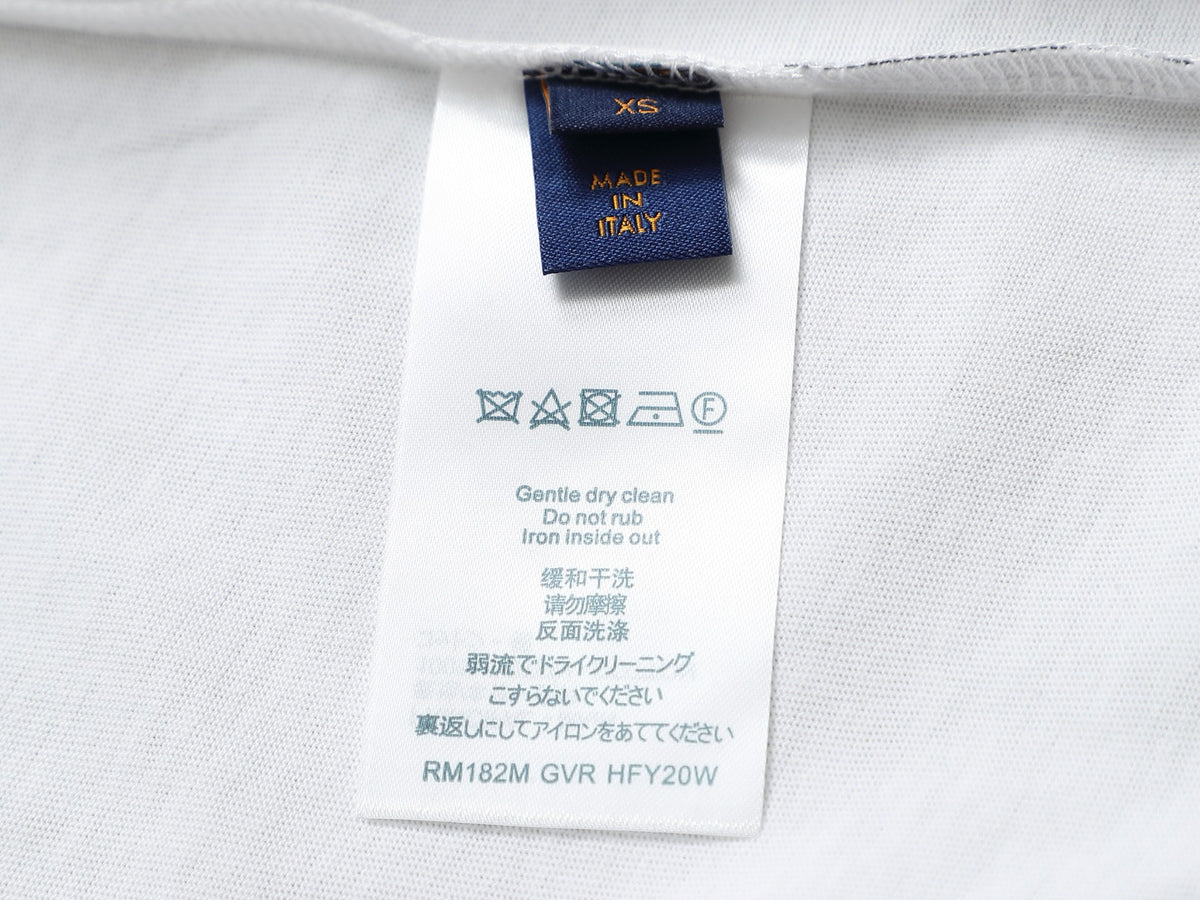 XS
MADE
IN
ITALY
F
Gentle dry clean
Do not rub
Iron inside out
缓和干洗
请勿摩擦
反面洗涤
弱流でドライクリーニング
こすらないでください
裏返しにしてアイロンをあててください
RM182M GVR HFY20W